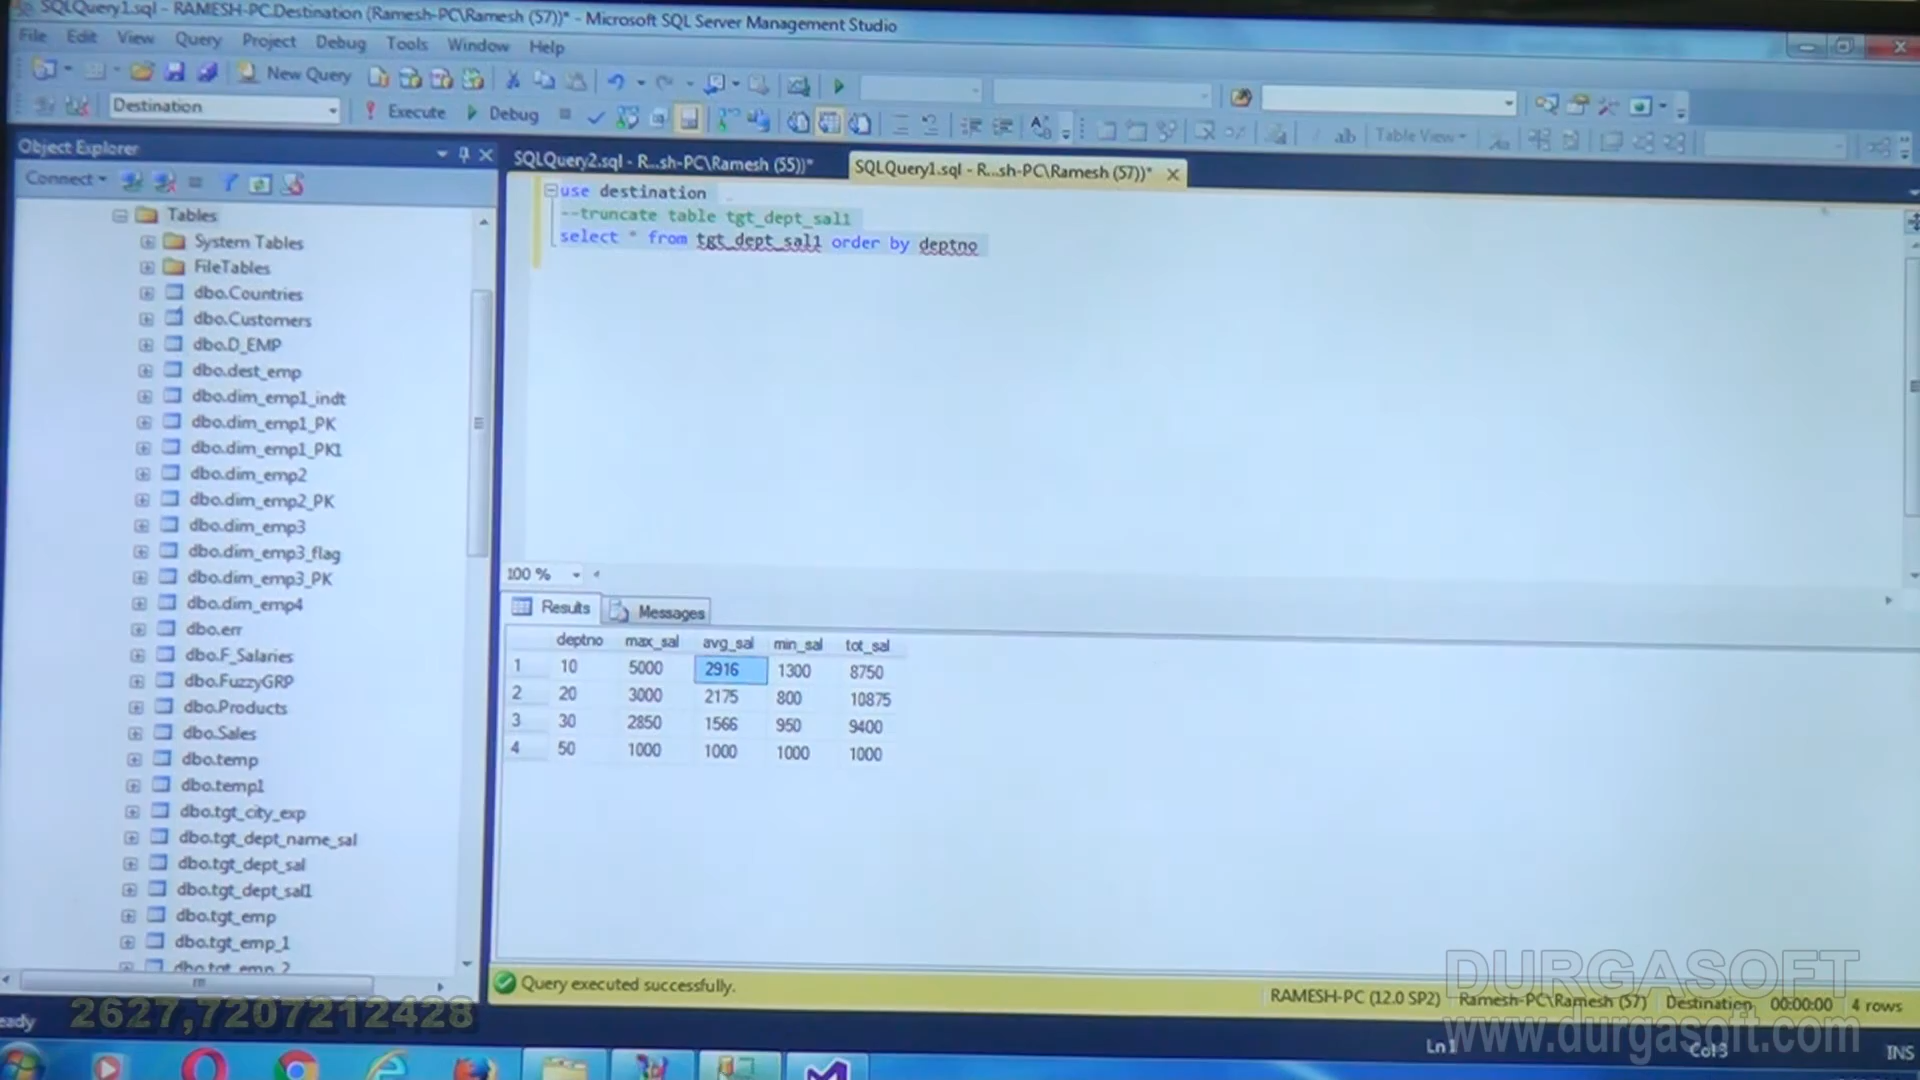 SQLQuery1.sql - RAMESH-PC.Destination (Ramesh-PC\Ramesh (57))* - Microsoft SQL Server Management Studio
File Edit View Query Project Debug Tools Window Help
New Query
Destination
Execute
Debug
Table View
Object Explorer
Connect
Tables
System Tables
FileTables
dbo.Countries
dbo.Customers
dbo.D_EMP
dbo.dest_emp
dbo.dim_emp1_indt
dbo.dim_emp1_PK
dbo.dim_emp1_PK1
dbo.dim_emp2
dbo.dim_emp2_PK
dbo.dim_emp3
dbo.dim_emp3_flag
dbo.dim_emp3_PK
dbo.dim_emp4
dbo.err
dbo.F_Salaries
dbo.FuzzyGRP
dbo.Products
dbo.Sales
dbo.temp
dbo.temp1
dbo.tgt_city_exp
dbo.tgt_dept_name_sal
dbo.tgt_dept_sal
dbo.tgt_dept_sal1
dbo.tgt_emp
dbo.tgt_emp_1
dbo.tgt_emp_2
SQLQuery2.sql - R...sh-PC\Ramesh (55))*
SQLQuery1.sql - R...sh-PC\Ramesh (57))*
use destination
--truncate table tgt_dept_sal1
select * from tgt_dept_sal1 order by deptno
100 %
Results Messages
deptno max_sal avg_sal min_sal tot_sal
1 10 5000 2916 1300 8750
2 20 3000 2175 800 10875
3 30 2850 1566 950 9400
4 50 1000 1000 1000 1000
Query executed successfully.
RAMESH-PC (12.0 SP2) Ramesh-PC\Ramesh (57) Destination 00:00:00 4 rows
2627,7207212428
DURGASOFT
www.durgasoft.com
Ln 1
Col 3
INS